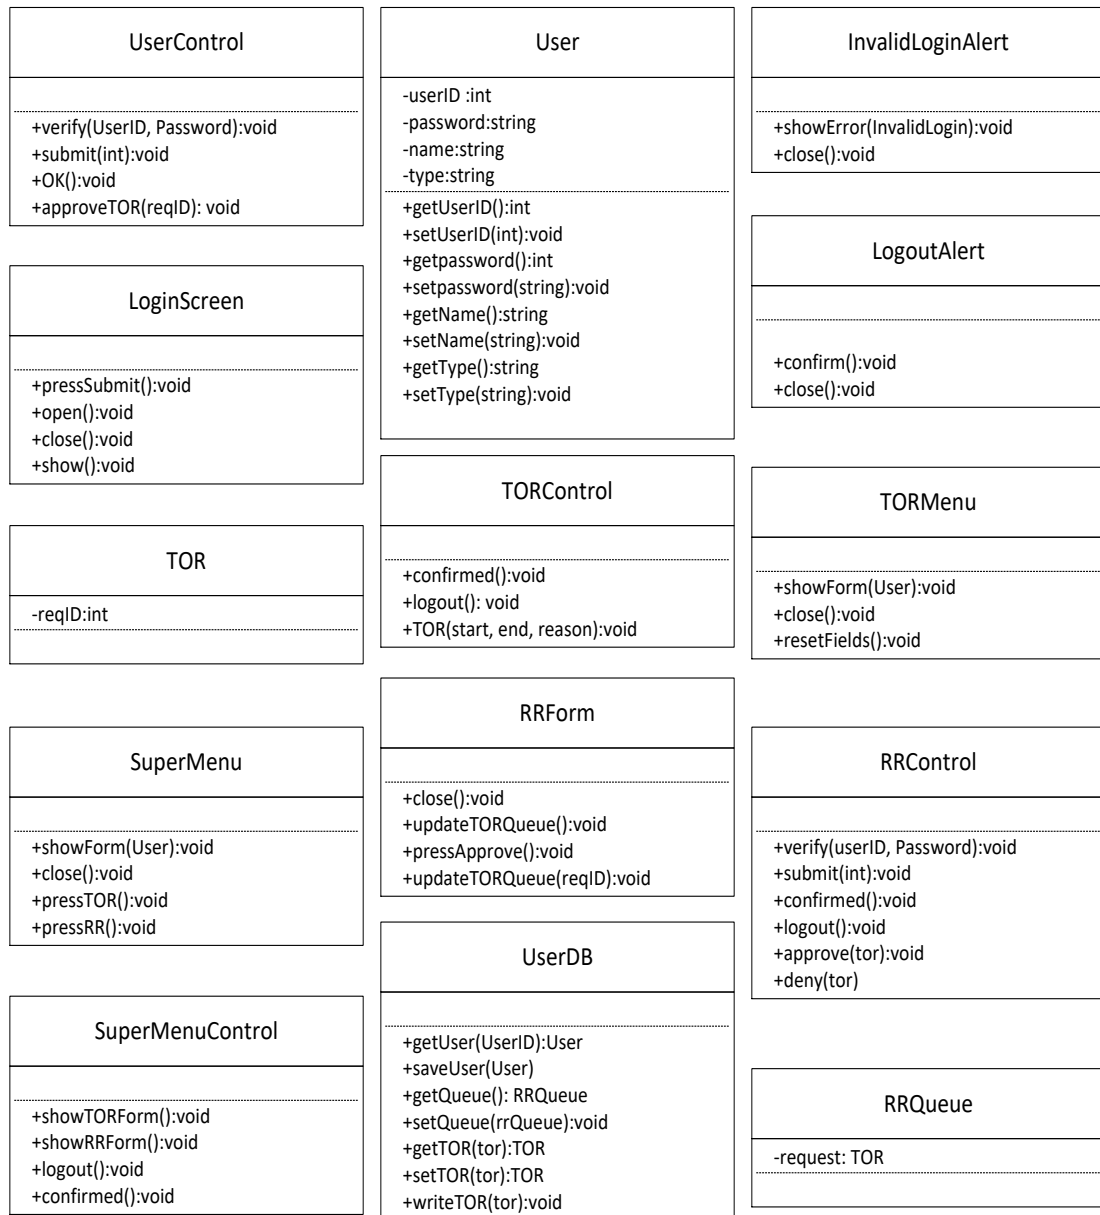 UserControl
+verify(UserID, Password):void
+submit(int):void
+OK():void
+approveTOR(reqID): void
LoginScreen
+pressSubmit():void
+open():void
+close():void
+show():void
TOR
-reqID:int
SuperMenu
+showForm(User):void
+close():void
+pressTOR():void
+pressRR():void
SuperMenuControl
+showTORForm():void
+showRRForm():void
+logout():void
+confirmed():void
User
-userID :int
-password:string
-name:string
-type:string
+getUserID():int
+setUserID(int):void
+getpassword():int
+setpassword(string):void
+getName():string
+setName(string):void
+getType():string
+setType(string):void
TORControl
+confirmed():void
+logout(): void
+TOR(start, end, reason):void
RRForm
+close():void
+updateTORQueue():void
+pressApprove():void
+updateTORQueue(reqID):void
UserDB
+getUser(UserID):User
+saveUser(User)
+getQueue(): RRQueue
+setQueue(rrQueue):void
+getTOR(tor):TOR
+setTOR(tor):TOR
+writeTOR(tor):void
InvalidLoginAlert
+showError(InvalidLogin):void
+close():void
LogoutAlert
+confirm():void
+close():void
TORMenu
+showForm(User):void
+close():void
+resetFields():void
RRControl
+verify(userID, Password):void
+submit(int):void
+confirmed():void
+logout():void
+approve(tor):void
+deny(tor)
RRQueue
-request: TOR